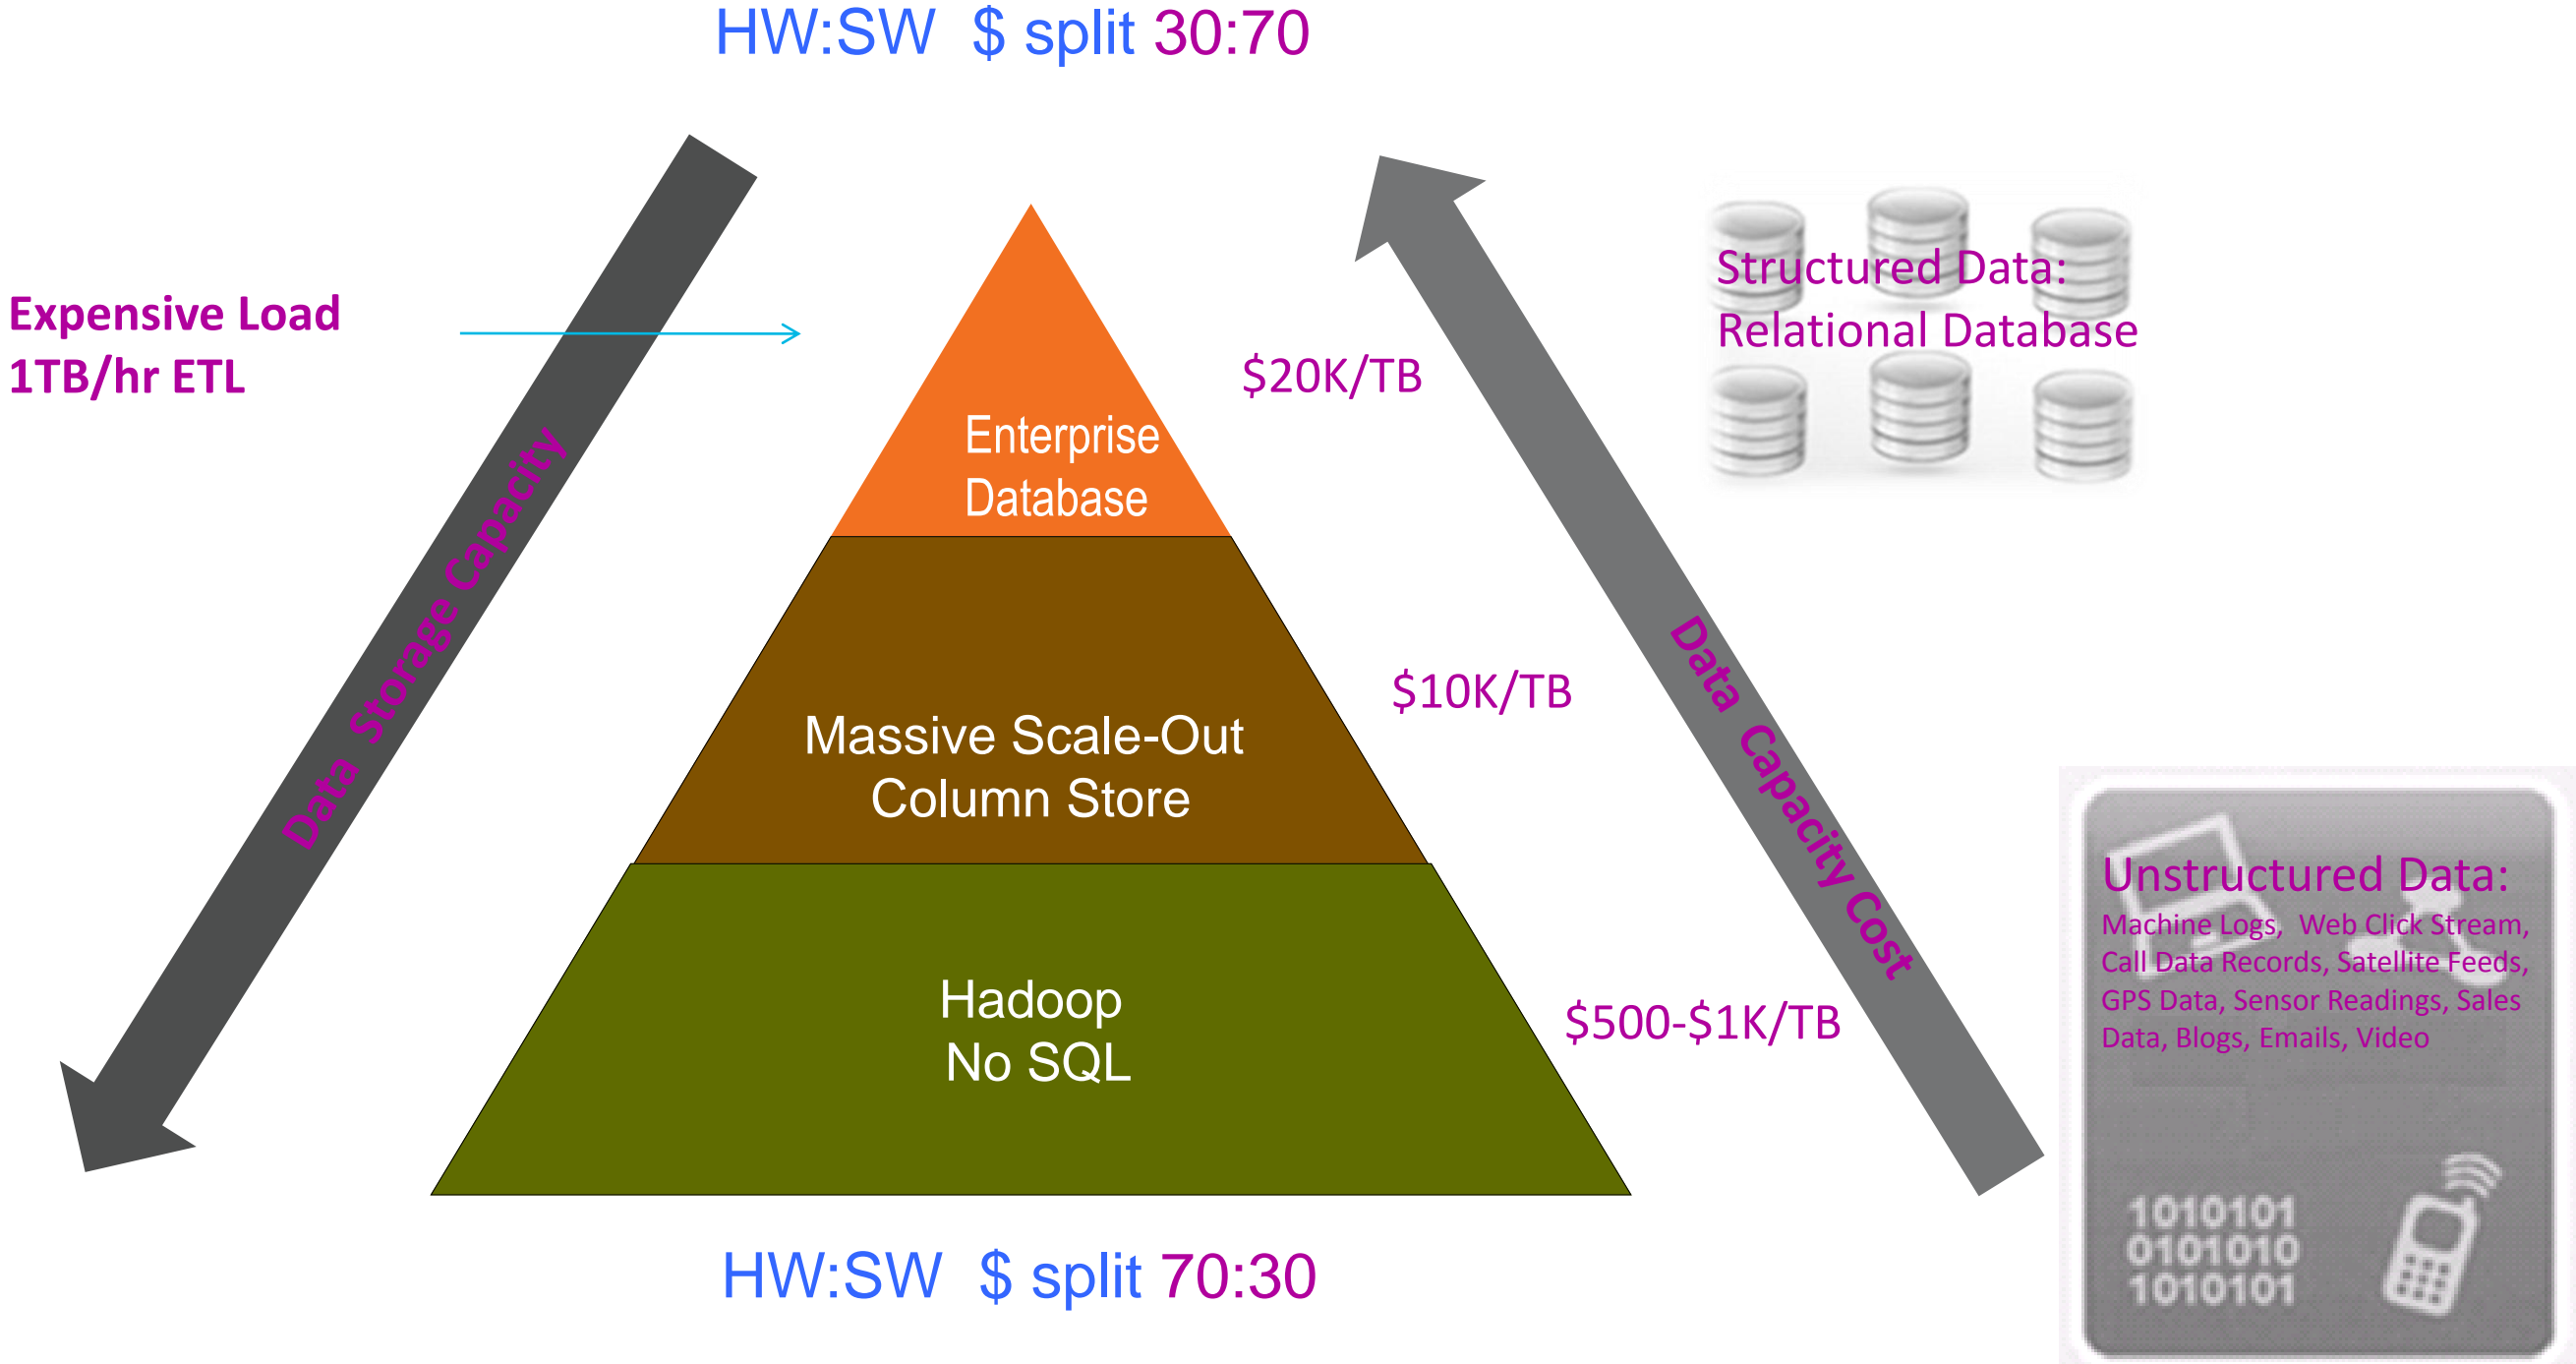 HW:SW  $ split 30:70
Expensive Load
1TB/hr ETL
Data  Storage Capacity
Enterprise
Database
$20K/TB
Structured Data:
Relational Database
Massive Scale-Out
Column Store
$10K/TB
Data Capacity Cost
Hadoop
No SQL
$500-$1K/TB
Unstructured Data:
Machine Logs,  Web Click Stream,
Call Data Records, Satellite Feeds,
GPS Data, Sensor Readings, Sales
Data, Blogs, Emails, Video
1010101
0101010
1010101
HW:SW  $ split 70:30